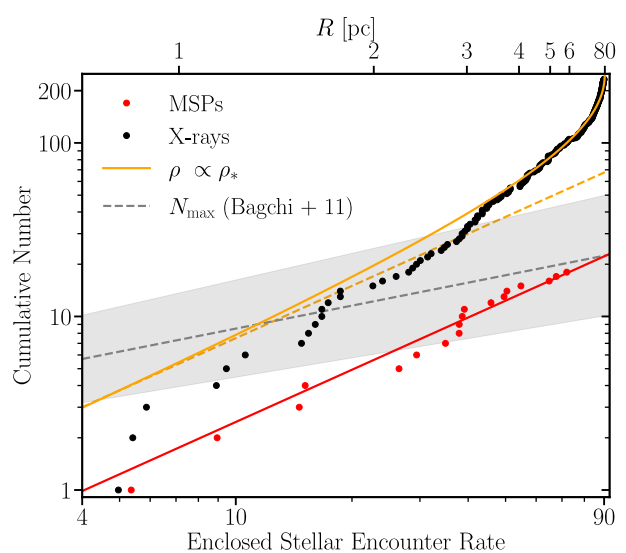 R [pc]
1 2 3 4 5 6 80
200
100
10
1
Cumulative Number
MSPs
X-rays
ρ ∝ ρ*
N_max (Bagchi + 11)
4 10 90
Enclosed Stellar Encounter Rate